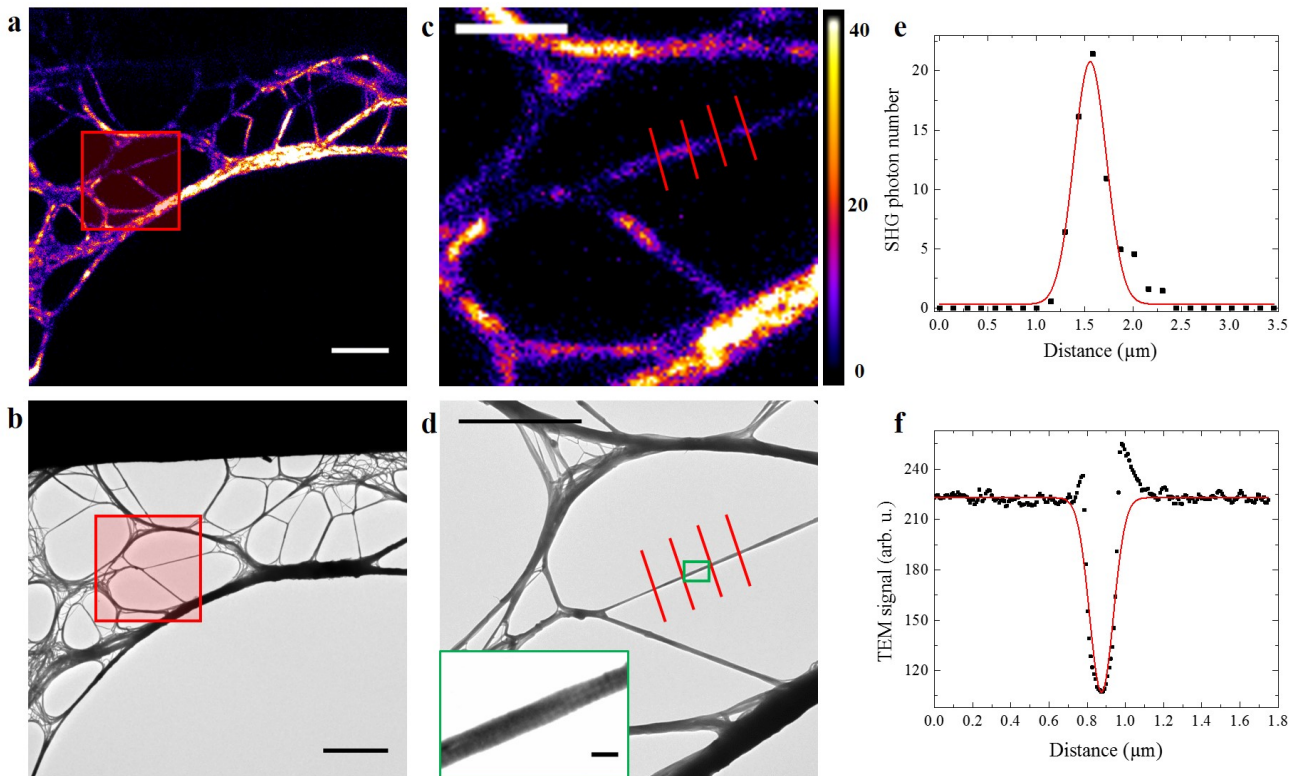 a
c
40
20
0
e
SHG photon number
20
15
10
5
0
0.0 0.5 1.0 1.5 2.0 2.5 3.0 3.5
Distance (µm)
b
d
f
TEM signal (arb. u.)
240
210
180
150
120
0.0 0.2 0.4 0.6 0.8 1.0 1.2 1.4 1.6 1.8
Distance (µm)